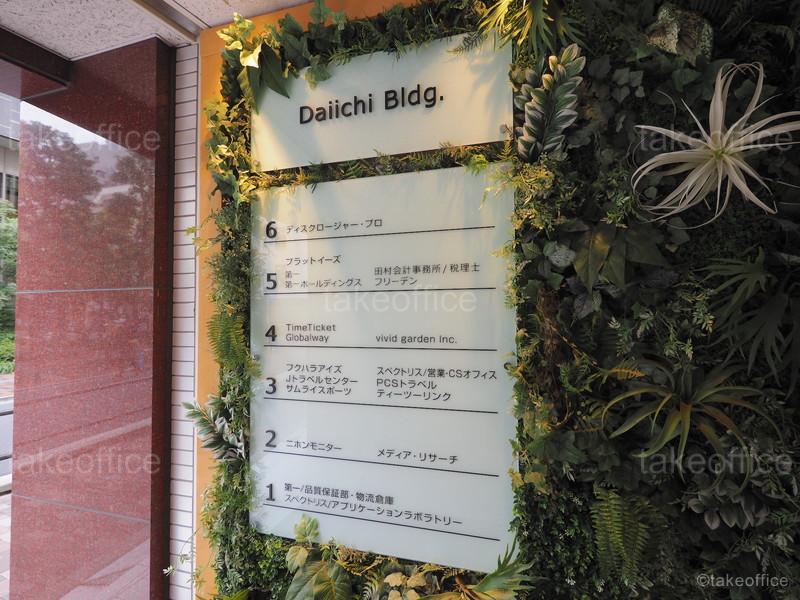 Daiichi Bldg.
6 ディスクロージャー・プロ
プラットイーズ
第一 田村会計事務所/税理士
5 第一ホールディングス フリーデン
TimeTicket
4 Globalway vivid garden Inc.
フクハラアイズ スペクトリス/営業・CSオフィス
3 Jトラベルセンター PCSトラベル
サムライスポーツ ティーツーリンク
2 ニホンモニター メディア・リサーチ
1 第一/品質保証部・物流倉庫
スペクトリス/アプリケーションラボラトリー
takeoffice
takeoffice
takeoffice
takeoffice
takeoffice
©takeoffice